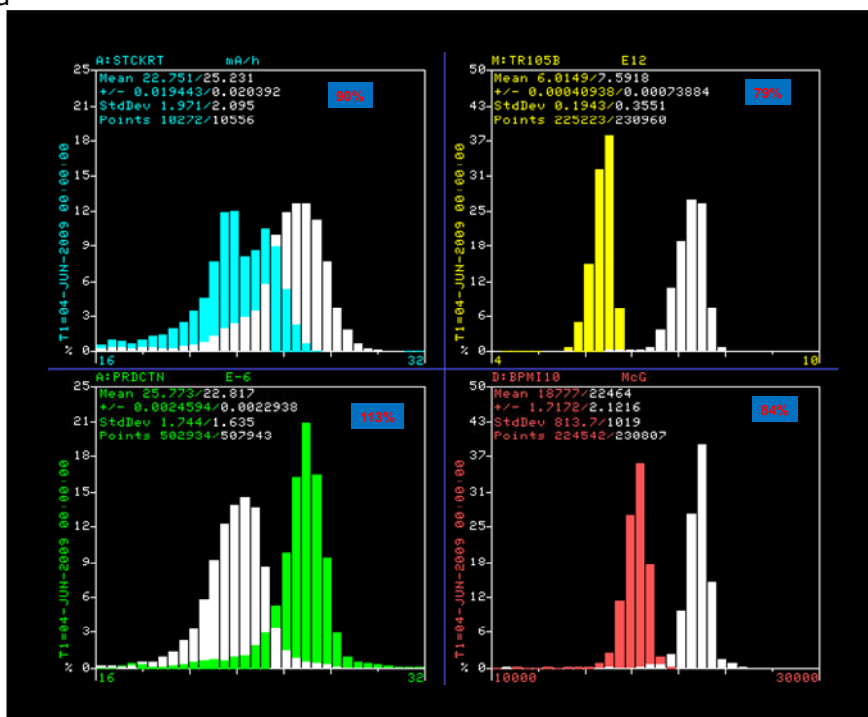 A:STCKRT mA/h
Mean 22.751/25.231
+/- 0.019443/0.020392
StdDev 1.971/2.095
Points 10272/10556
90%
25
21
18
15
12
9
6
3
% 0
16 32
T1=04-JUN-2009 00:00:00
M:TR105B E12
Mean 6.0149/7.5918
+/- 0.00040938/0.00073884
StdDev 0.1943/0.3551
Points 225223/230960
79%
50
43
37
31
25
18
12
6
% 0
4 10
T1=04-JUN-2009 00:00:00
A:PRDCTN E-6
Mean 25.773/22.817
+/- 0.0024594/0.0022938
StdDev 1.744/1.635
Points 502934/507943
113%
25
21
18
15
12
9
6
3
% 0
16 32
T1=04-JUN-2009 00:00:00
D:BPMI10 McG
Mean 18777/22464
+/- 1.7172/2.1216
StdDev 813.7/1019
Points 224542/230807
84%
50
43
37
31
25
18
12
6
% 0
10000 30000
T1=04-JUN-2009 00:00:00